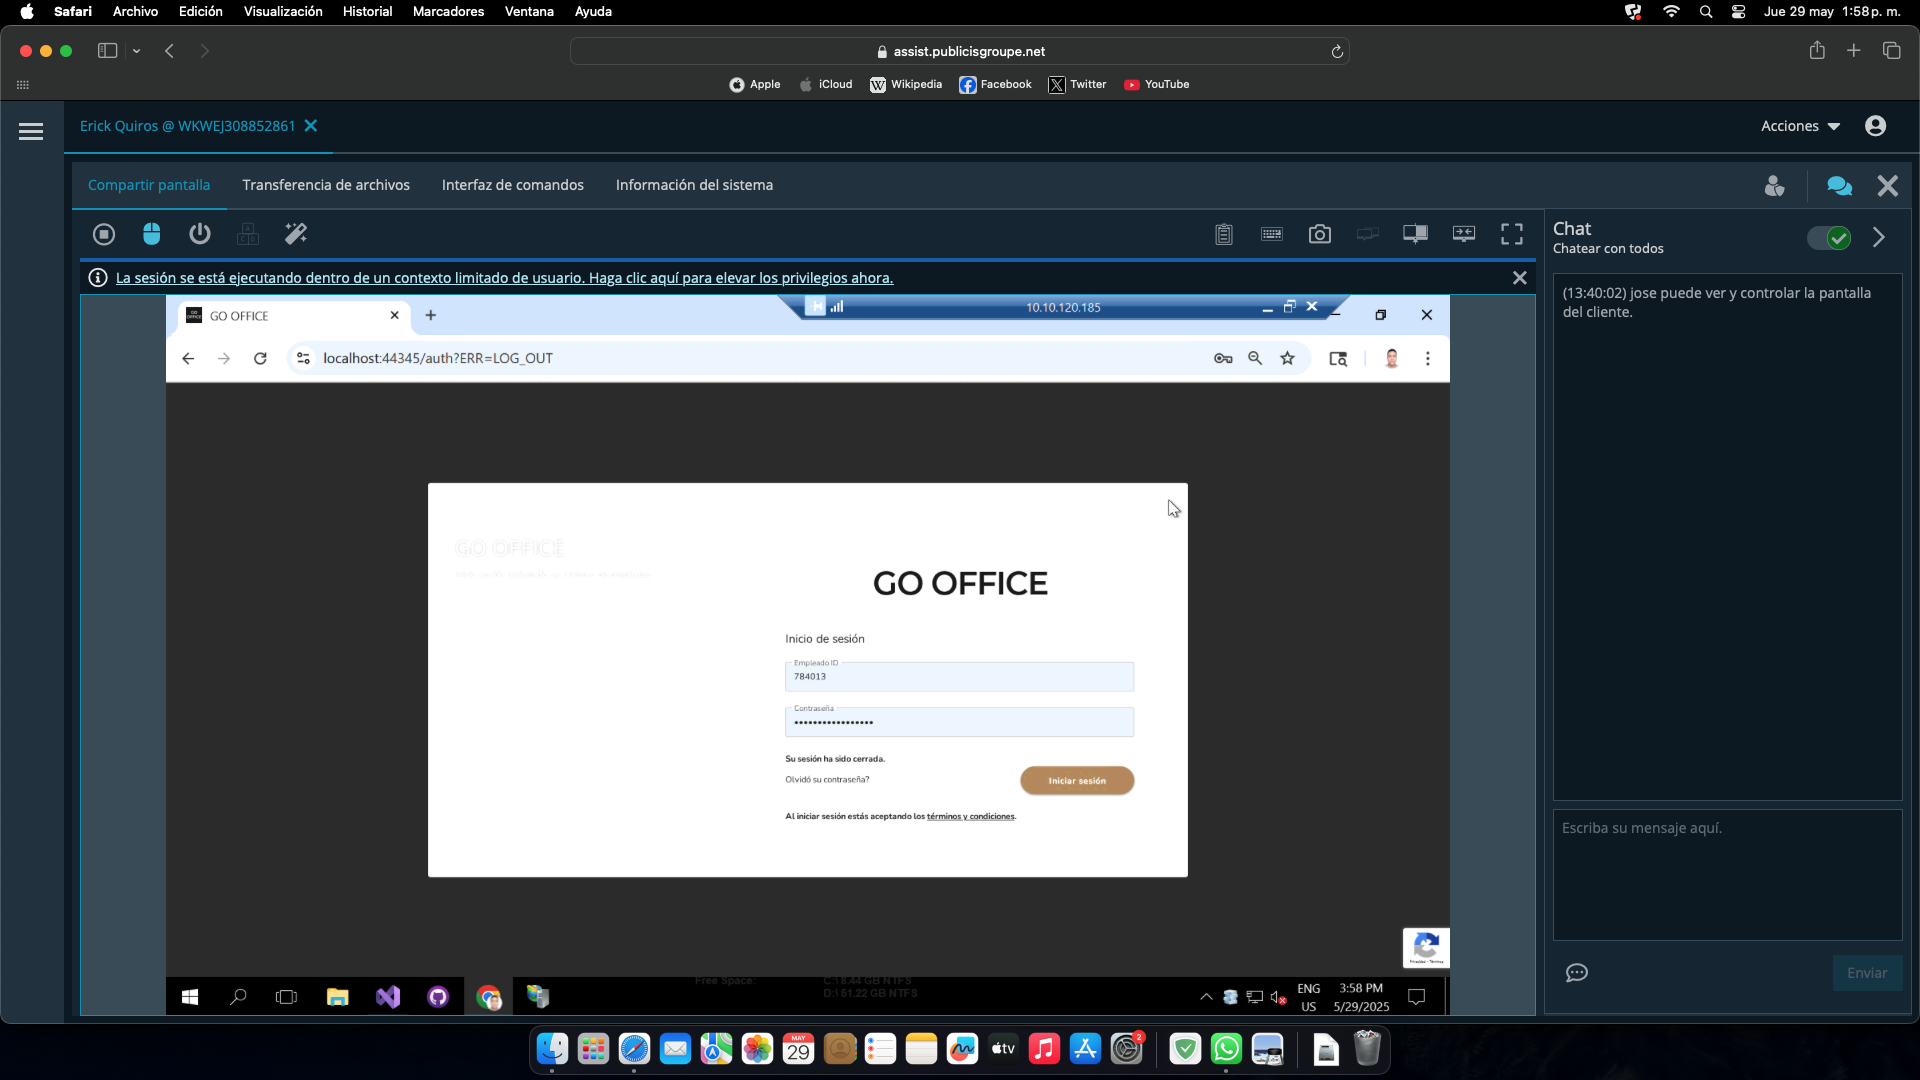 Safari Archivo Edición Visualización Historial Marcadores Ventana Ayuda Jue 29 may 1:58 p. m.
assist.publicisgroupe.net
Apple iCloud Wikipedia Facebook Twitter YouTube
Erick Quiros @ WKWEJ308852861
Acciones
Compartir pantalla Transferencia de archivos Interfaz de comandos Información del sistema
Chat
Chatear con todos
La sesión se está ejecutando dentro de un contexto limitado de usuario. Haga clic aquí para elevar los privilegios ahora.
(13:40:02) jose puede ver y controlar la pantalla
del cliente.
GO OFFICE
10.10.120.185
localhost:44345/auth?ERR=LOG_OUT
GO OFFICE
GO OFFICE
Inicio de sesión
Empleado ID
784013
Contraseña
•••••••••••••••••
Su sesión ha sido cerrada.
Olvidó su contraseña?
Iniciar sesión
Al iniciar sesión estás aceptando los términos y condiciones.
Escriba su mensaje aquí.
Enviar
Free Space:
C:\ 8.44 GB NTFS
D:\ 51.22 GB NTFS
ENG
US
3:58 PM
5/29/2025
MAY
29
tv
2